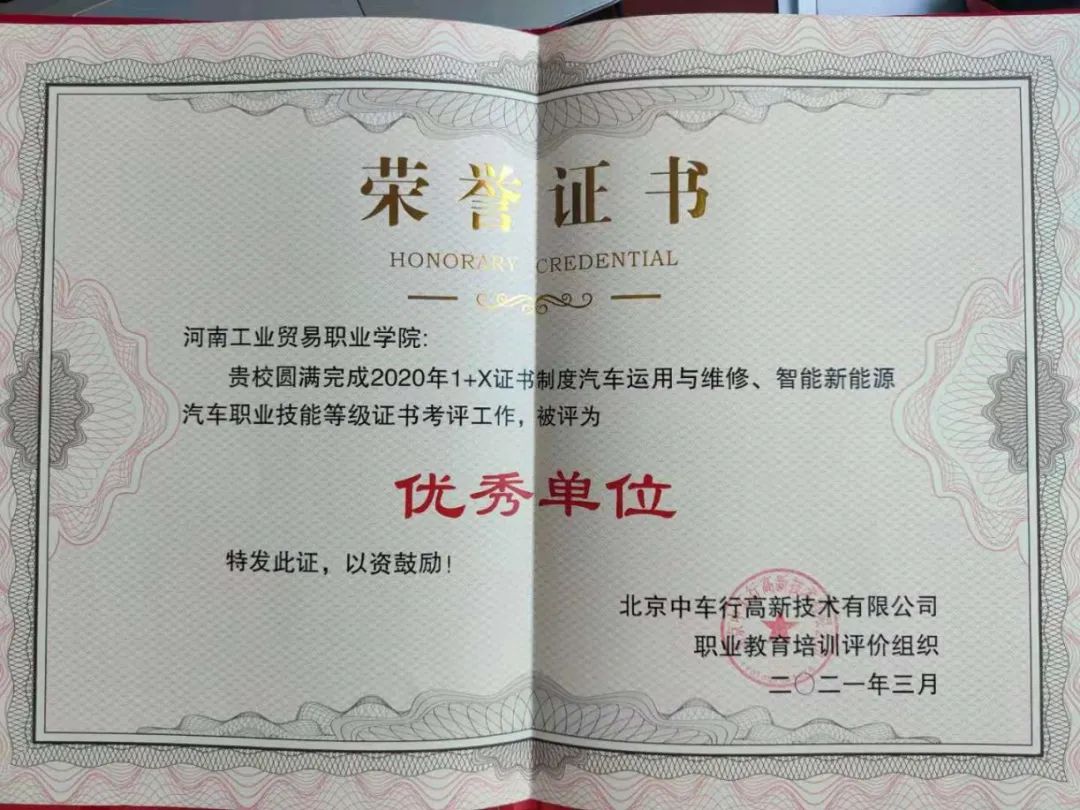 荣誉证书
HONORARY CREDENTIAL
河南工业贸易职业学院:
贵校圆满完成2020年1+X证书制度汽车运用与维修、智能新能源
汽车职业技能等级证书考评工作，被评为
优秀单位
特发此证，以资鼓励！
北京中车行高新技术有限公司
职业教育培训评价组织
二〇二一年三月